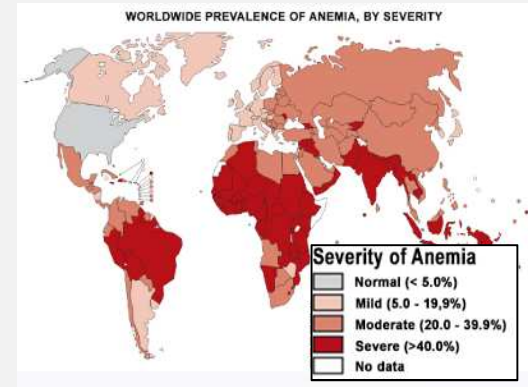 WORLDWIDE PREVALENCE OF ANEMIA, BY SEVERITY
Severity of Anemia
Normal (< 5.0%)
Mild (5.0 - 19,9%)
Moderate (20.0 - 39.9%)
Severe (>40.0%)
No data